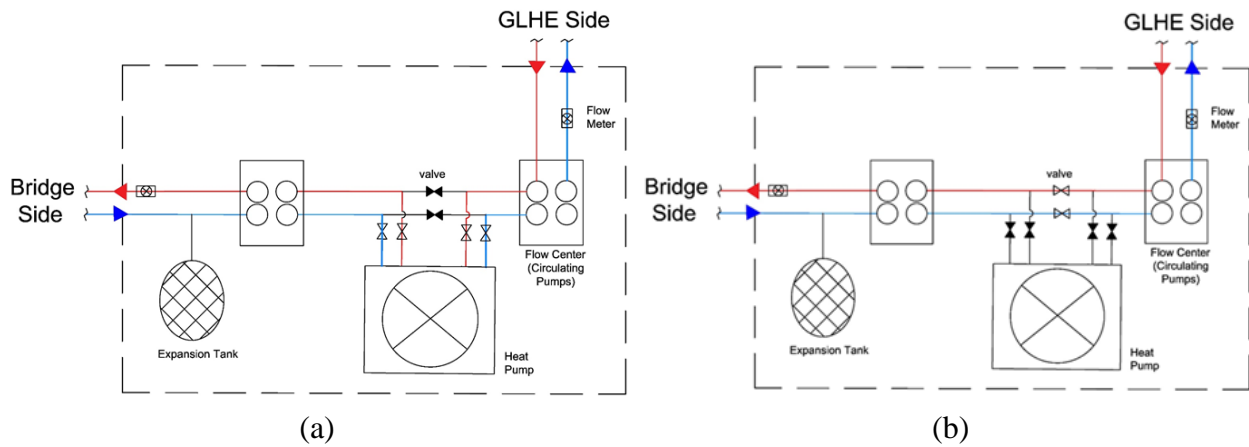 GLHE Side
Flow
Meter
Bridge
Side
valve
Flow Center
(Circulating
Pumps)
Expansion Tank
Heat
Pump
(a)
GLHE Side
Flow
Meter
Bridge
Side
valve
Flow Center
(Circulating
Pumps)
Expansion Tank
Heat
Pump
(b)